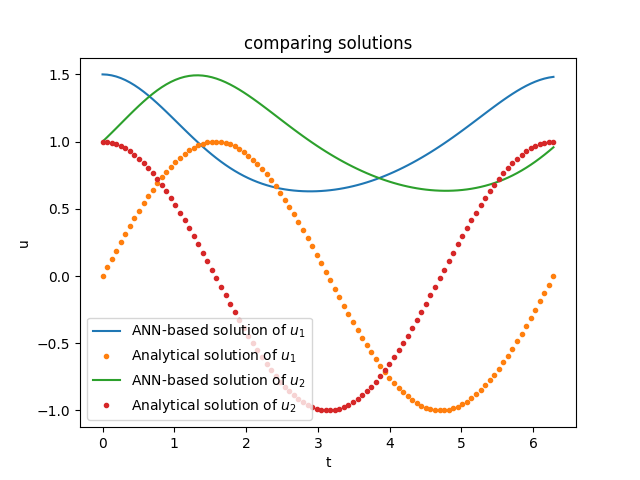 comparing solutions
u
1.5
1.0
0.5
0.0
−0.5
−1.0
ANN-based solution of u₁
Analytical solution of u₁
ANN-based solution of u₂
Analytical solution of u₂
0 1 2 3 4 5 6
t